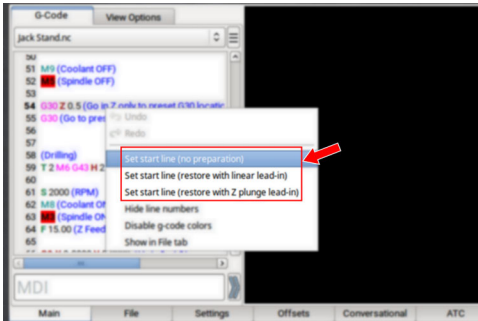 G-Code
View Options
Jack Stand.nc
50
51 M9 (Coolant OFF)
52 M5 (Spindle OFF)
53
54 G30 Z 0.5 (Go in Z only to preset G30 locatic
55 G30 (Go to pres
56
57
58 (Drilling)
59 T 2 M6 G43 H 2
60
61 S 2000 (RPM)
62 M8 (Coolant ON
63 (Spindle ON
64 F 15.00 (Z Feed
65
Undo
Redo
Set start line (no preparation)
Set start line (restore with linear lead-in)
Set start line (restore with Z plunge lead-in)
Hide line numbers
Disable g-code colors
Show in File tab
MDI
Main
File
Settings
Offsets
Conversational
ATC